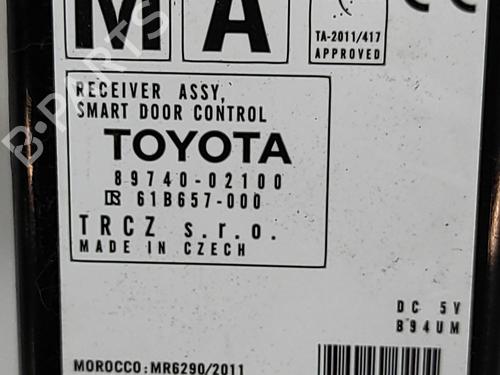 M A
TA-2011/417
APPROVED
RECEIVER ASSY,
SMART DOOR CONTROL
TOYOTA
89740-02100
61B657-000
TRCZ s.r.o.
MADE IN CZECH
DC 5V
B94UM
MOROCCO:MR6290/2011
B-PARTS